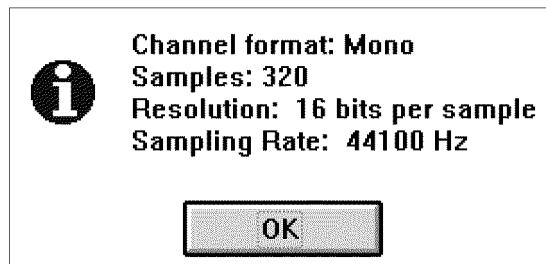 Channel format: Mono
Samples: 320
Resolution:  16 bits per sample
Sampling Rate:  44100 Hz
OK